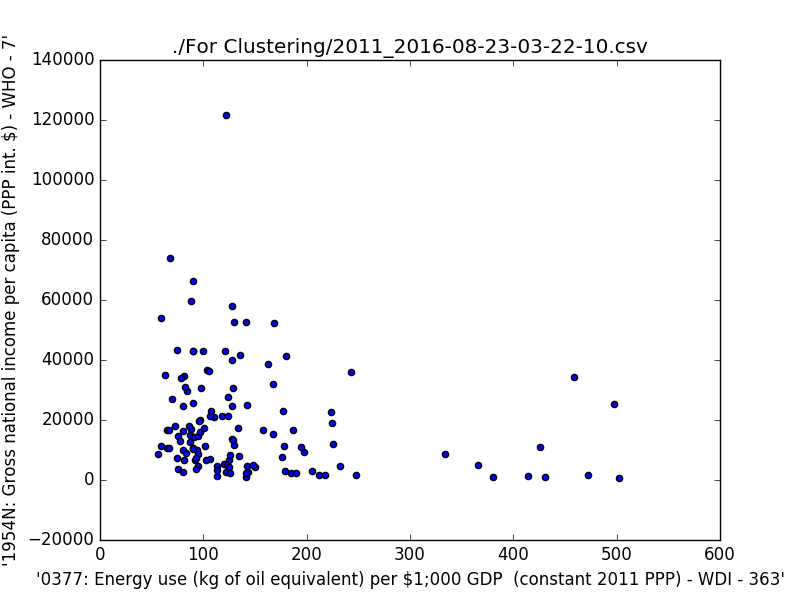 ./For Clustering/2011_2016-08-23-03-22-10.csv
'1954N: Gross national income per capita (PPP int. $) - WHO - 7'
140000
120000
100000
80000
60000
40000
20000
0
−20000
0 100 200 300 400 500 600
'0377: Energy use (kg of oil equivalent) per $1;000 GDP  (constant 2011 PPP) - WDI - 363'